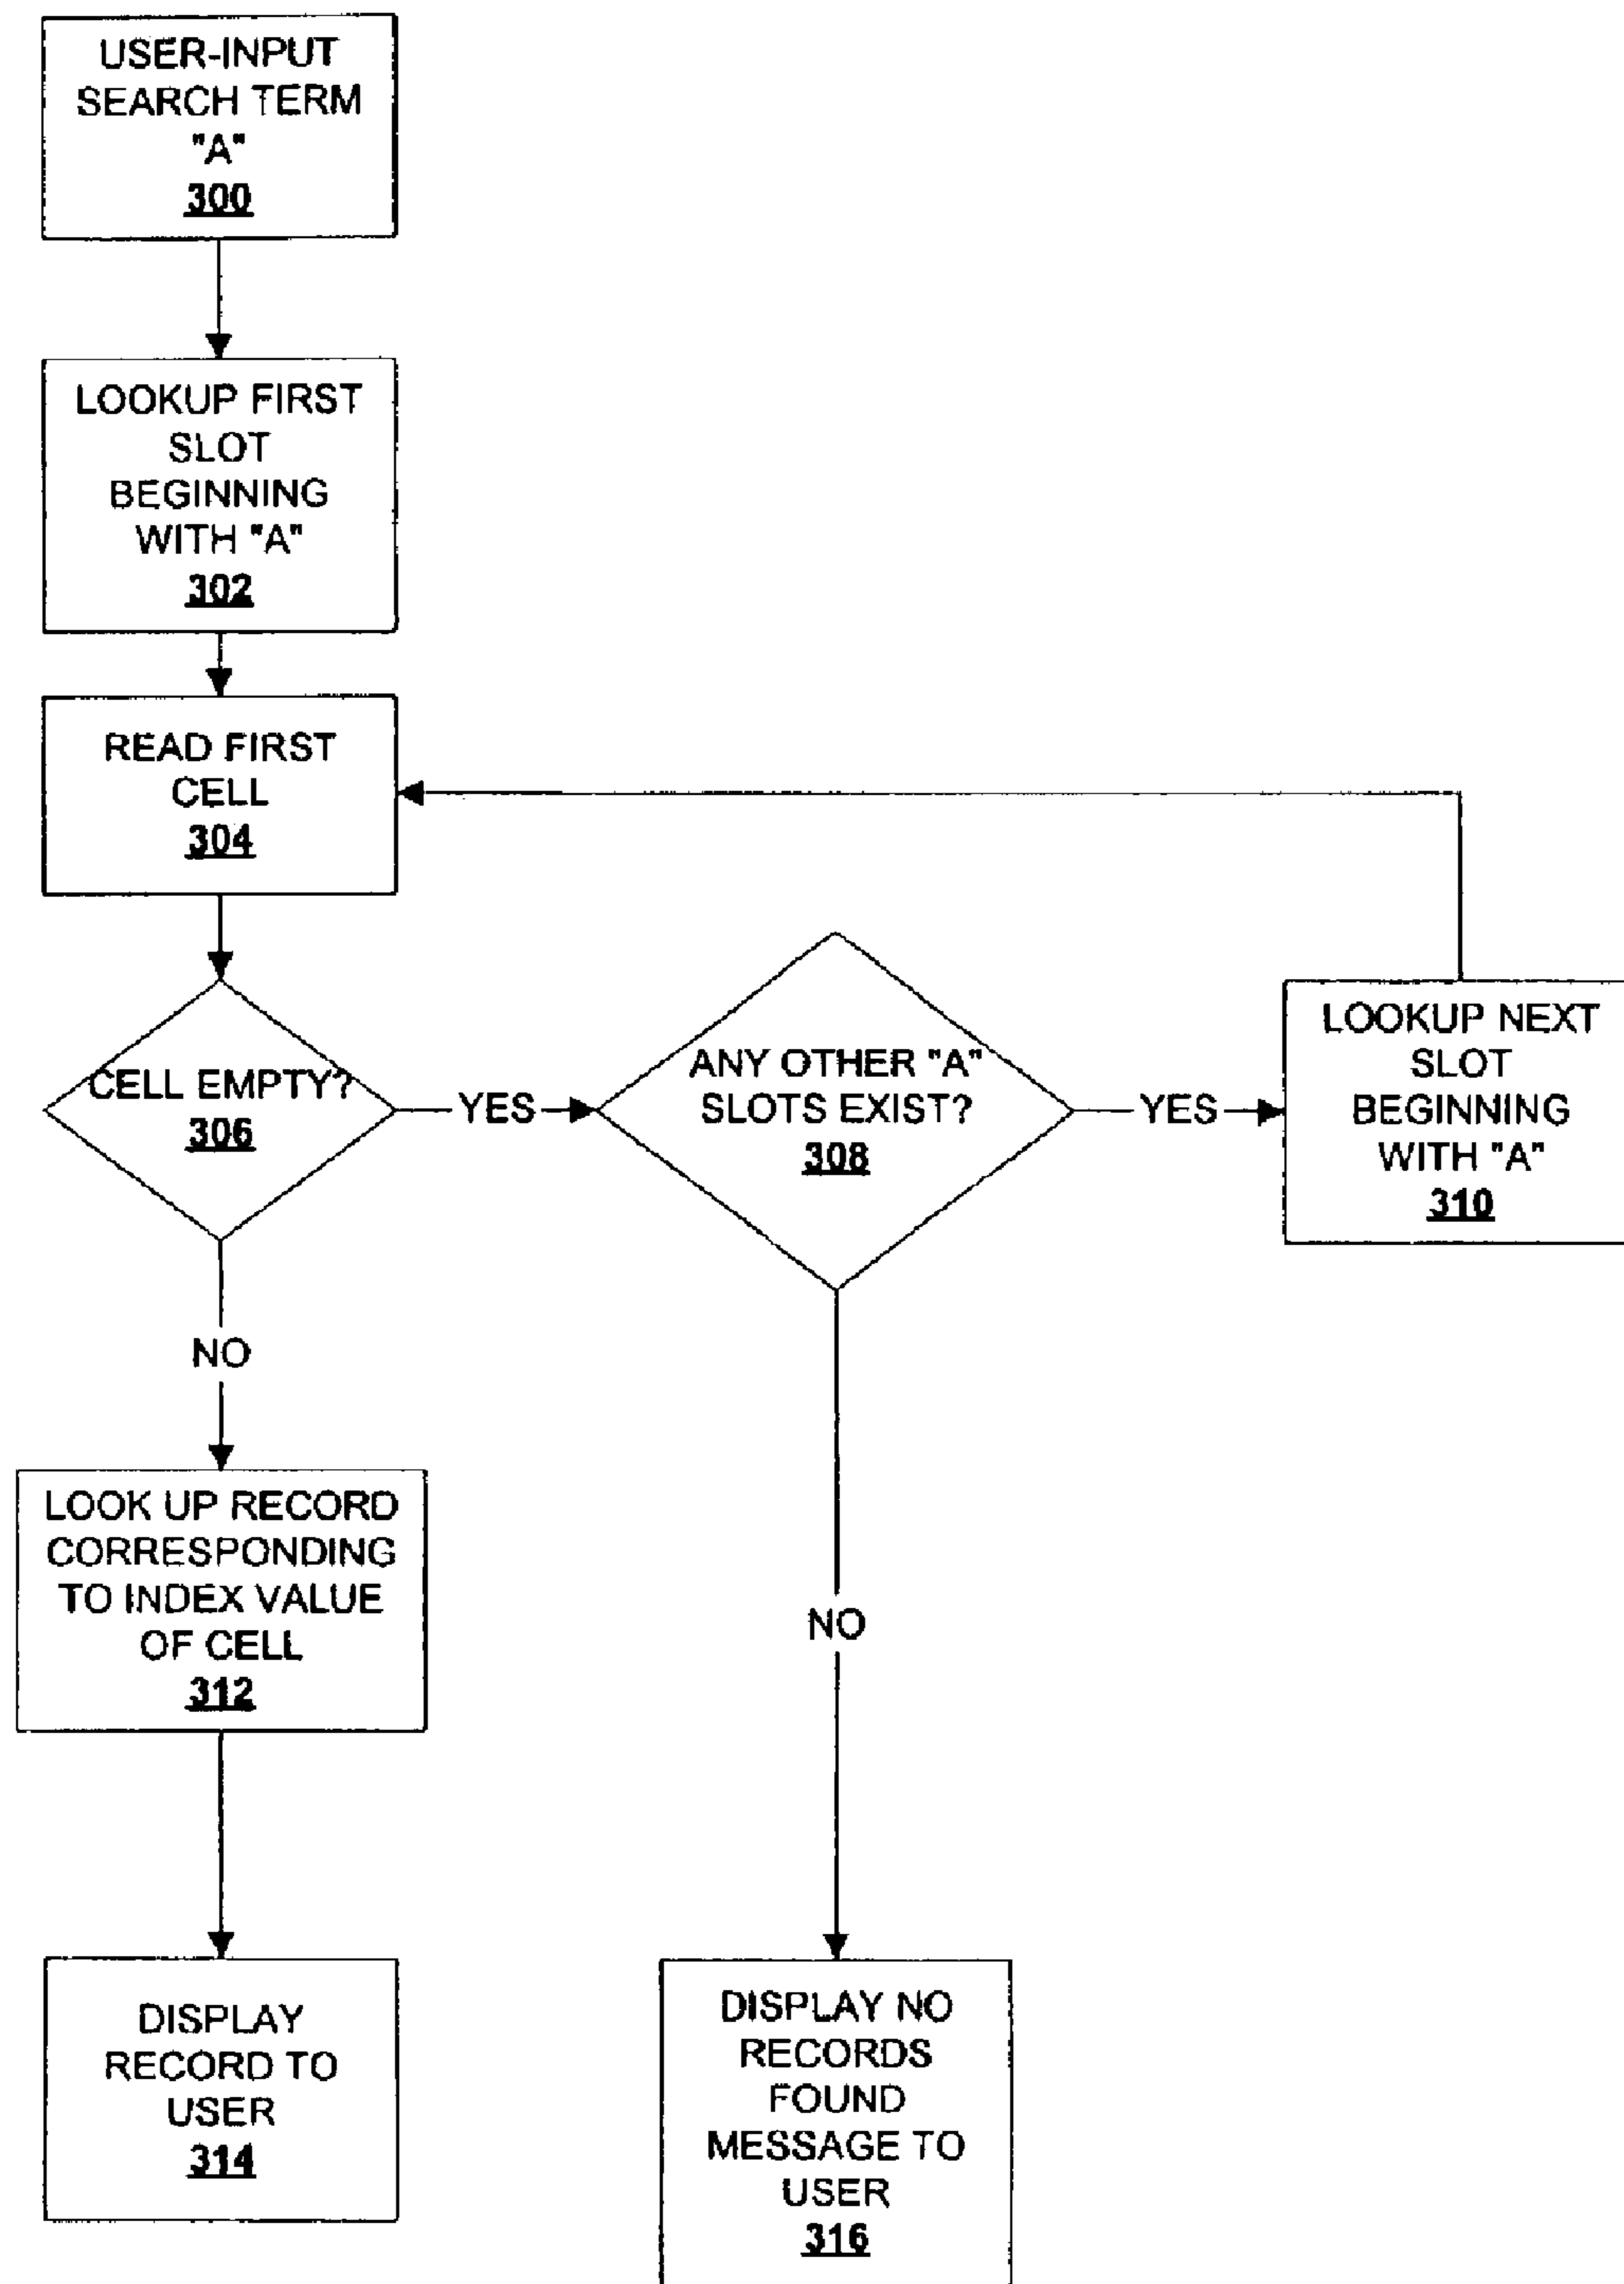 USER-INPUT
SEARCH TERM
"A"
300
LOOKUP FIRST
SLOT
BEGINNING
WITH "A"
302
READ FIRST
CELL
304
CELL EMPTY?
306
YES
ANY OTHER "A"
SLOTS EXIST?
308
YES
LOOKUP NEXT
SLOT
BEGINNING
WITH "A"
310
NO
LOOK UP RECORD
CORRESPONDING
TO INDEX VALUE
OF CELL
312
NO
DISPLAY
RECORD TO
USER
314
DISPLAY NO
RECORDS
FOUND
MESSAGE TO
USER
316